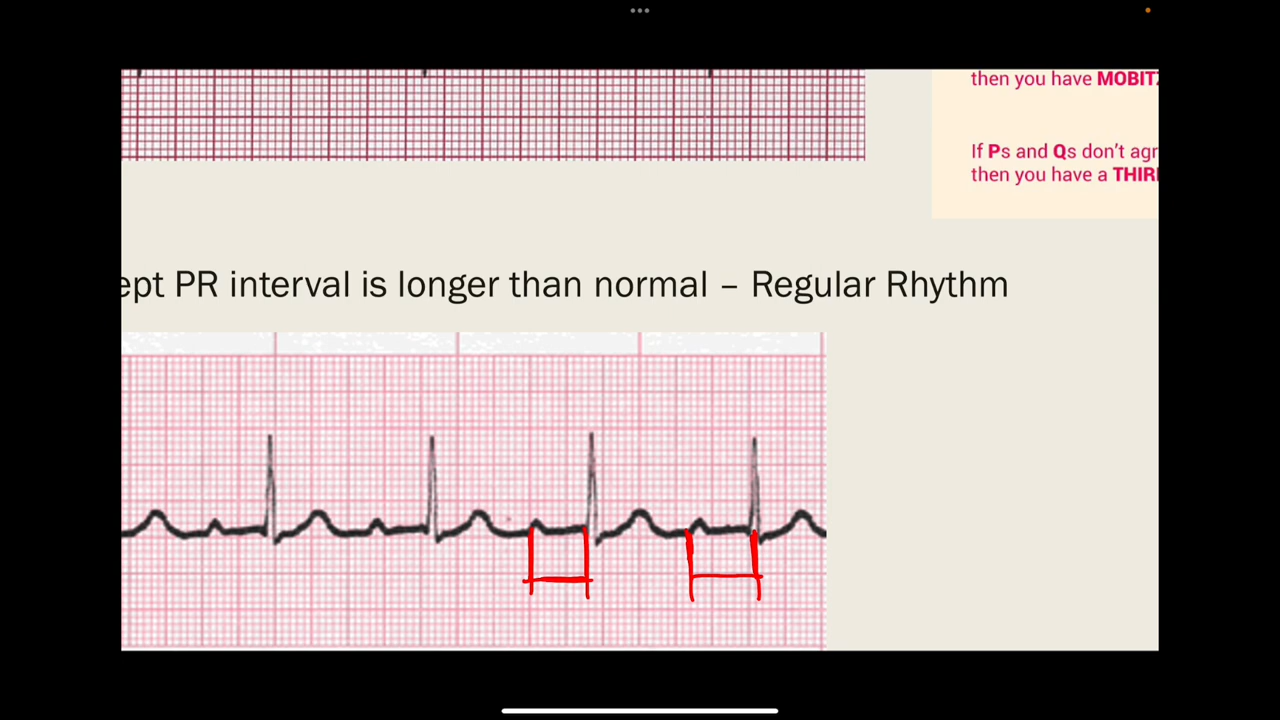 then you have MOBIT
If Ps and Qs don't agr
then you have a THIR
ept PR interval is longer than normal – Regular Rhythm